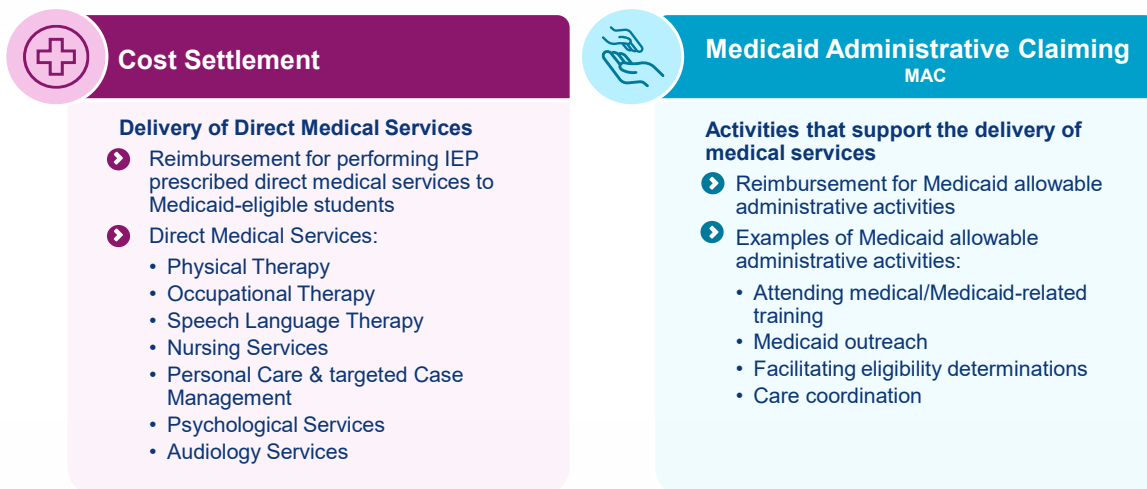 Cost Settlement
Delivery of Direct Medical Services
Reimbursement for performing IEP
prescribed direct medical services to
Medicaid-eligible students
Direct Medical Services:
• Physical Therapy
• Occupational Therapy
• Speech Language Therapy
• Nursing Services
• Personal Care & targeted Case
Management
• Psychological Services
• Audiology Services
Medicaid Administrative Claiming
MAC
Activities that support the delivery of
medical services
Reimbursement for Medicaid allowable
administrative activities
Examples of Medicaid allowable
administrative activities:
• Attending medical/Medicaid-related
training
• Medicaid outreach
• Facilitating eligibility determinations
• Care coordination